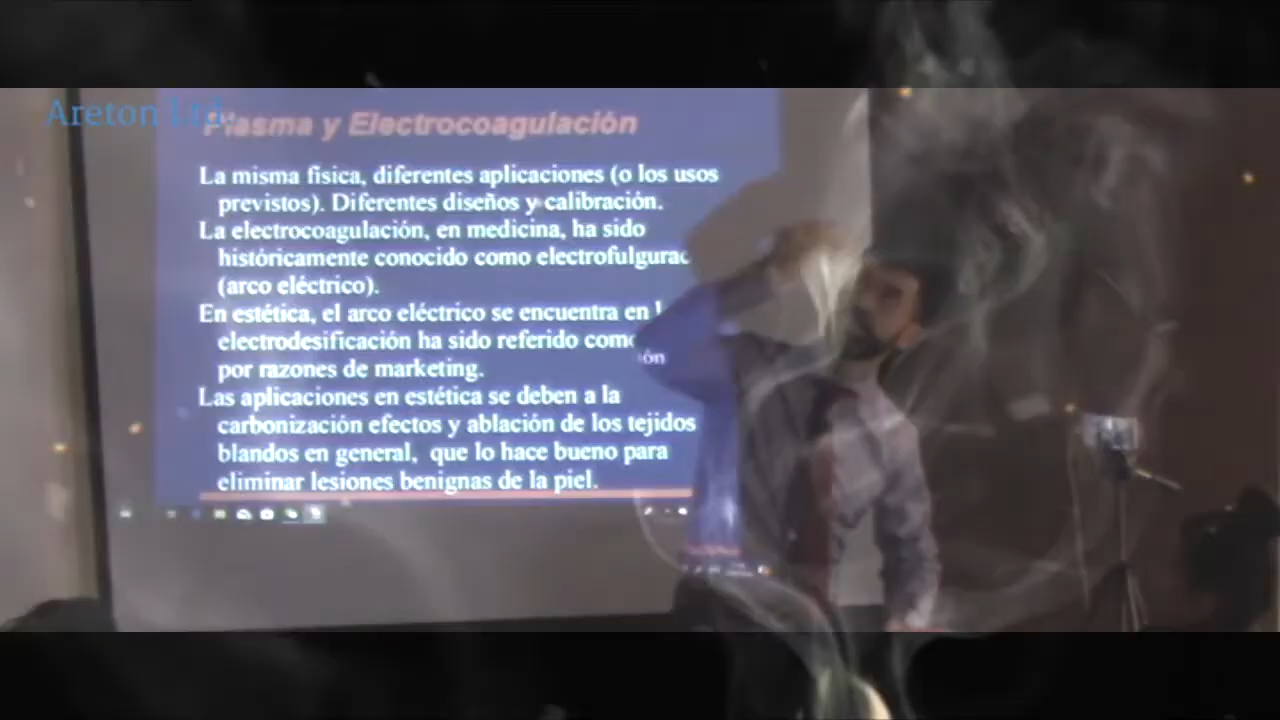 Areton Ltd.
Plasma y Electrocoagulación
La misma física, diferentes aplicaciones (o los usos
previstos). Diferentes diseños y calibración.
La electrocoagulación, en medicina, ha sido
históricamente conocido como
(arco eléctrico).
En estética, el arco eléctrico se encuentra en
electrodesificación ha sido referido como
por razones de marketing.
Las aplicaciones en estética se deben a la
carbonización efectos y ablación de los tejidos
blandos en general, que lo hace bueno para
eliminar lesiones benignas de la piel.